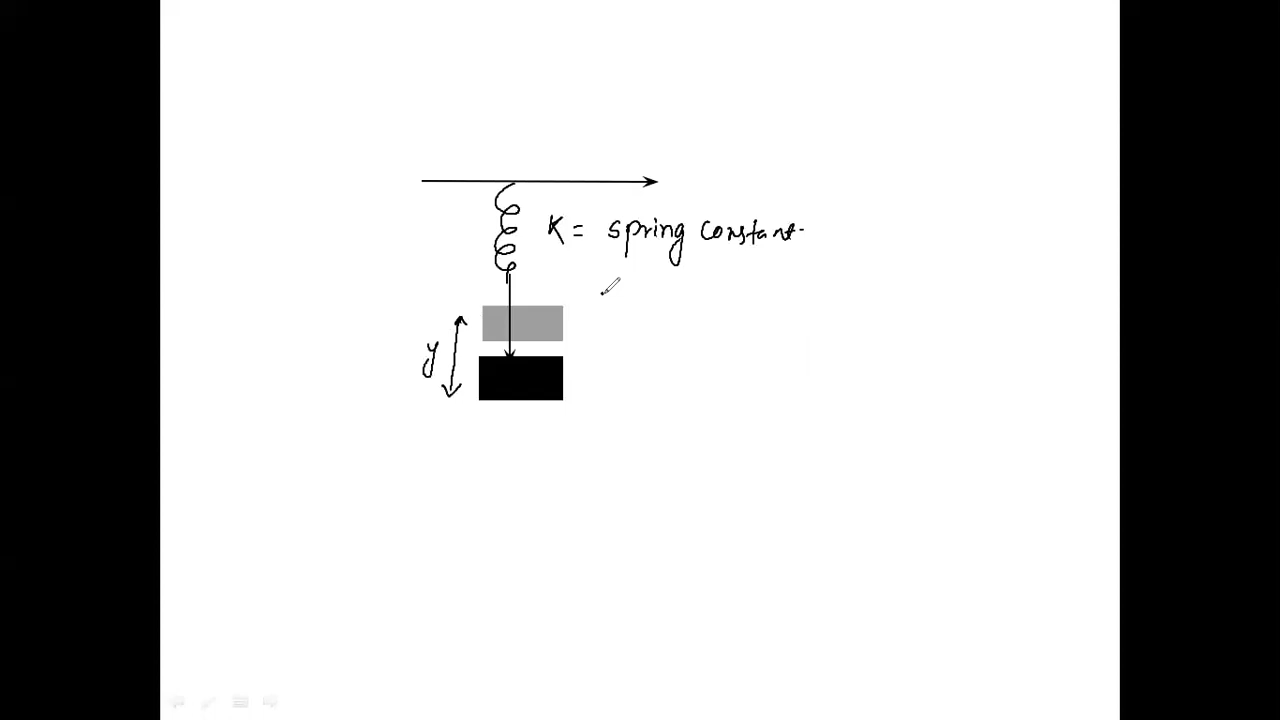 K = spring constant
y